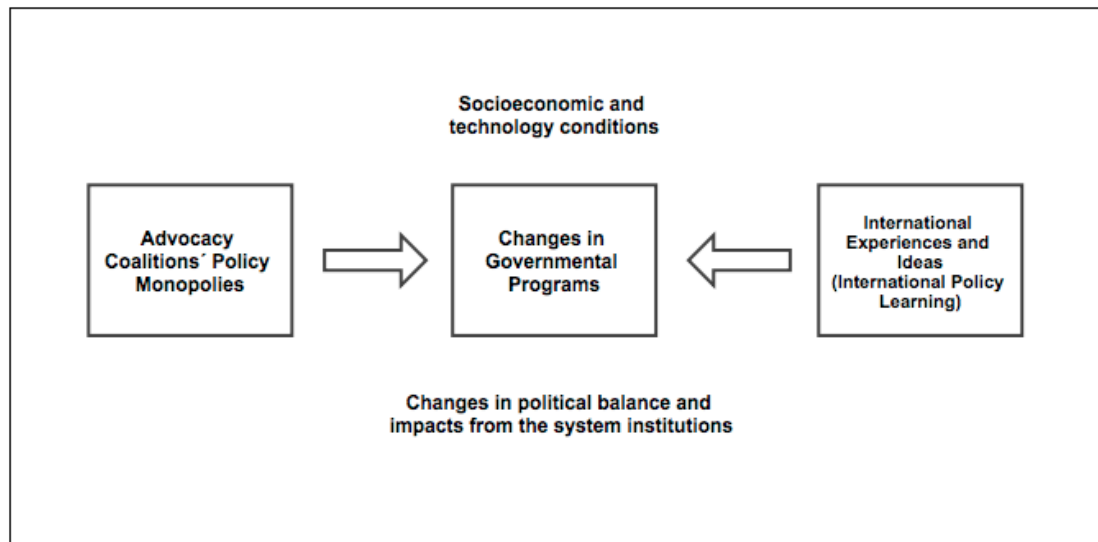 Socioeconomic and
technology conditions
Advocacy
Coalitions´ Policy
Monopolies
Changes in
Governmental
Programs
International
Experiences and
Ideas
(International Policy
Learning)
Changes in political balance and
impacts from the system institutions